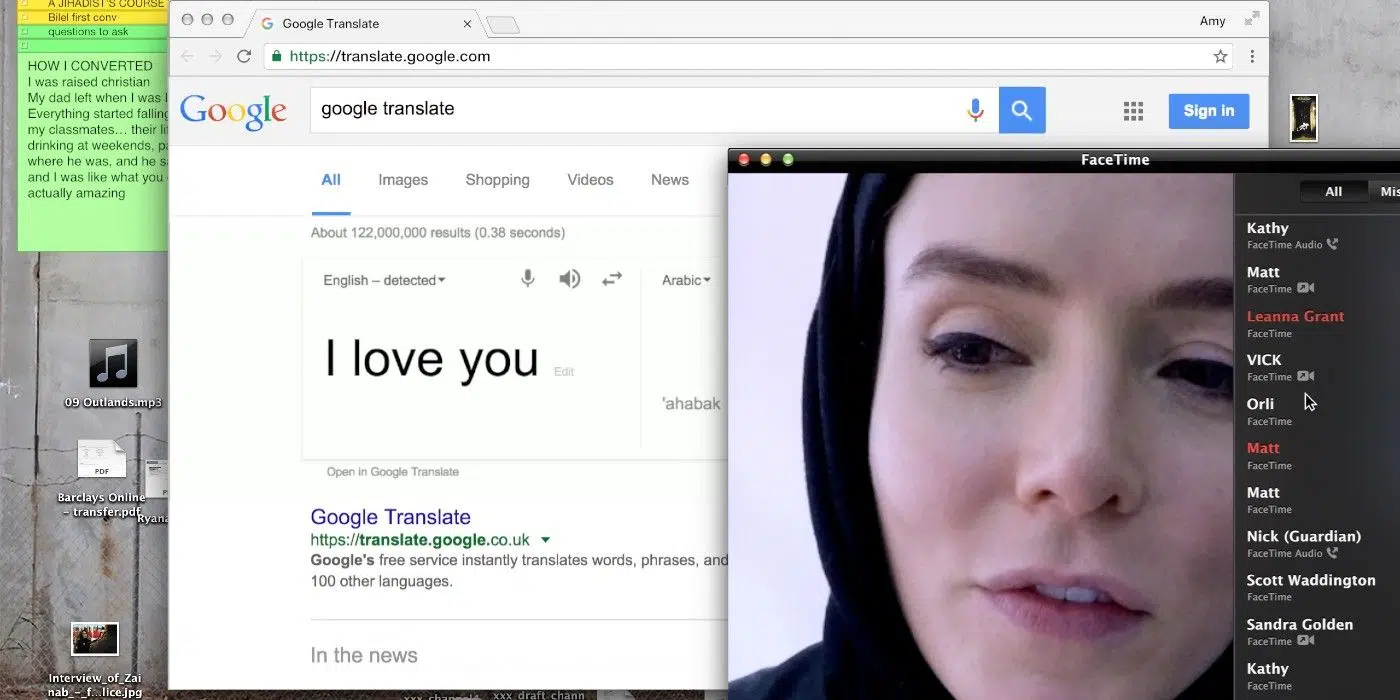 A JIHADIST'S COURSE
Bilel first conv
questions to ask
HOW I CONVERTED
I was raised christian
My dad left when I was
Everything started falling
my classmates... their
drinking at weekends,
where he was, and he
and I was like what you
actually amazing
09 Outlands.mp3
PDF
Barclays Online
– transfer.pdf
Ryana
Interview_of_Zai
nab_-_f...lice.jpg
Google Translate
Amy
https://translate.google.com
Google
google translate
Sign in
All
Images
Shopping
Videos
News
About 122,000,000 results (0.38 seconds)
English – detected
Arabic
I love you
Edit
'ahabak
Open in Google Translate
Google Translate
https://translate.google.co.uk
Google's free service instantly translates words, phrases, and
100 other languages.
In the news
xxx_draft_chann
FaceTime
All
Kathy
FaceTime Audio
Matt
FaceTime
Leanna Grant
FaceTime
VICK
FaceTime
Orli
FaceTime
Matt
FaceTime
Matt
FaceTime
Nick (Guardian)
FaceTime Audio
Scott Waddington
FaceTime
Sandra Golden
FaceTime
Kathy
FaceTime